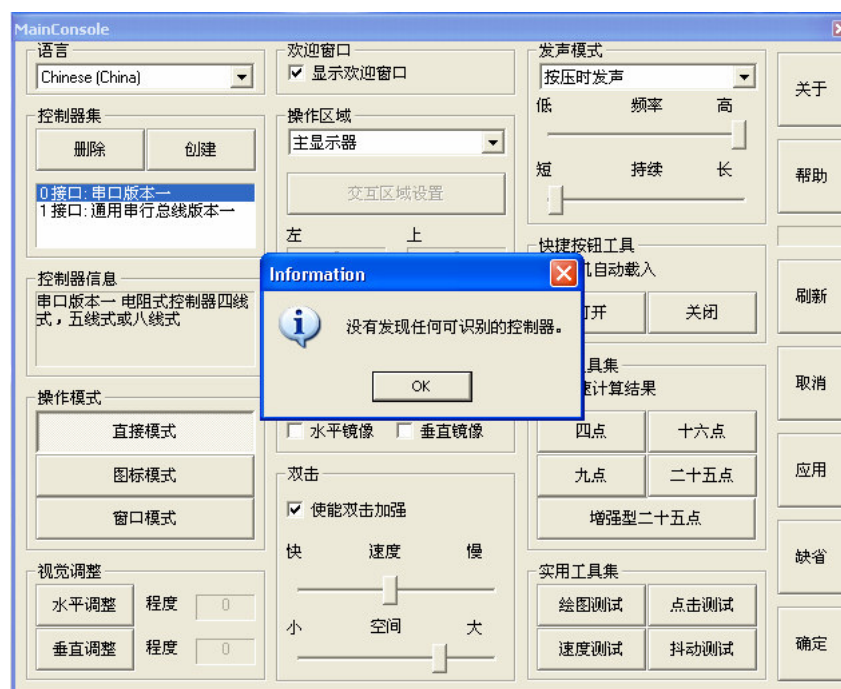 MainConsole
语言
Chinese (China)
控制器集
删除
创建
0接口: 串口版本一
1接口: 通用串行总线版本一
控制器信息
串口版本一 电阻式控制器四线
式，五线式或八线式
操作模式
直接模式
图标模式
窗口模式
视觉调整
水平调整 程度 0
垂直调整 程度 0
欢迎窗口
显示欢迎窗口
操作区域
主显示器
交互区域设置
左 上
Information
没有发现任何可识别的控制器。
OK
水平镜像 垂直镜像
双击
使能双击加强
快 速度 慢
小 空间 大
发声模式
按压时发声
低 频率 高
短 持续 长
快捷按钮工具
机自动载入
打开 关闭
具集
速计算结果
四点 十六点
九点 二十五点
增强型二十五点
实用工具集
绘图测试 点击测试
速度测试 抖动测试
关于
帮助
刷新
取消
应用
缺省
确定